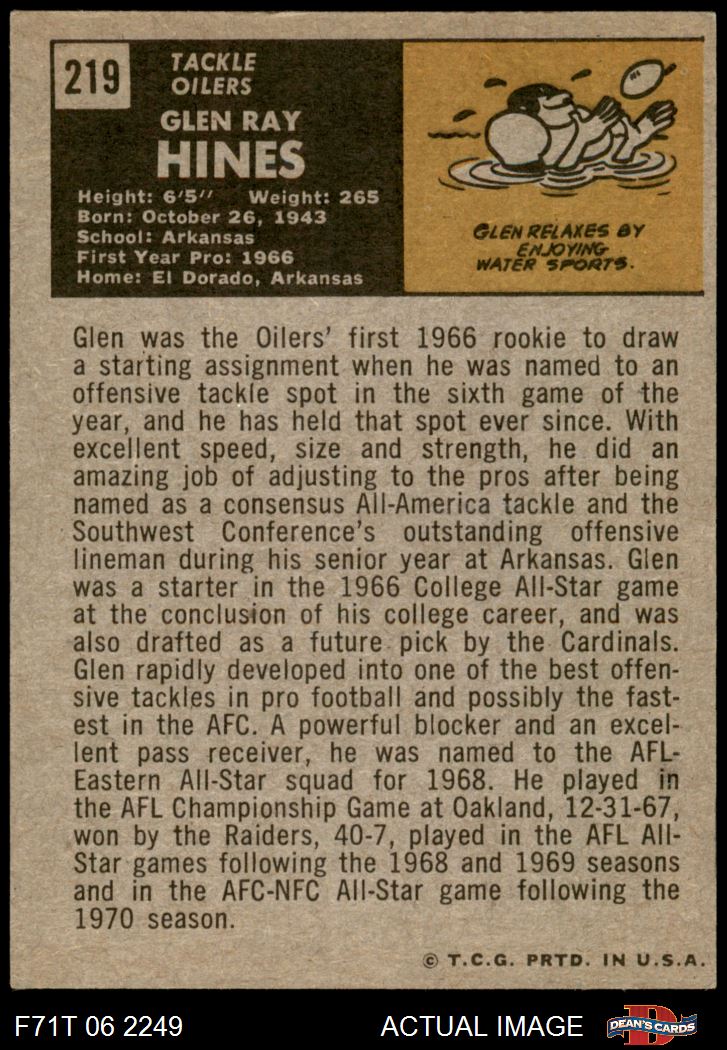 219
TACKLE
OILERS
GLEN RAY
HINES
Height: 6'5" Weight: 265
Born: October 26, 1943
School: Arkansas
First Year Pro: 1966
Home: El Dorado, Arkansas
GLEN RELAXES BY
ENJOYING
WATER SPORTS.
Glen was the Oilers' first 1966 rookie to draw
a starting assignment when he was named to an
offensive tackle spot in the sixth game of the
year, and he has held that spot ever since. With
excellent speed, size and strength, he did an
amazing job of adjusting to the pros after being
named as a consensus All-America tackle and the
Southwest Conference's outstanding offensive
lineman during his senior year at Arkansas. Glen
was a starter in the 1966 College All-Star game
at the conclusion of his college career, and was
also drafted as a future pick by the Cardinals.
Glen rapidly developed into one of the best offen-
sive tackles in pro football and possibly the fast-
est in the AFC. A powerful blocker and an excel-
lent pass receiver, he was named to the AFL-
Eastern All-Star squad for 1968. He played in
the AFL Championship Game at Oakland, 12-31-67,
won by the Raiders, 40-7, played in the AFL All-
Star games following the 1968 and 1969 seasons
and in the AFC-NFC All-Star game following the
1970 season.
© T.C.G. PRTD. IN U.S.A.
F71T 06 2249 ACTUAL IMAGE
D
DEAN'S CARDS